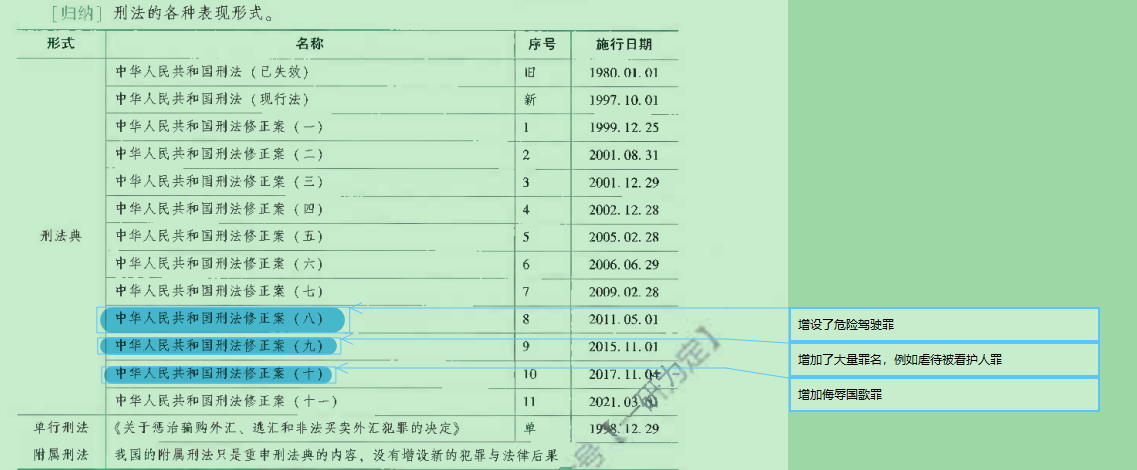 ［归纳］刑法的各种表现形式。
形式 名称 序号 施行日期
中华人民共和国刑法（已失效） 旧 1980.01.01
中华人民共和国刑法（现行法） 新 1997.10.01
中华人民共和国刑法修正案（一） 1 1999.12.25
中华人民共和国刑法修正案（二） 2 2001.08.31
中华人民共和国刑法修正案（三） 3 2001.12.29
中华人民共和国刑法修正案（四） 4 2002.12.28
刑法典 中华人民共和国刑法修正案（五） 5 2005.02.28
中华人民共和国刑法修正案（六） 6 2006.06.29
中华人民共和国刑法修正案（七） 7 2009.02.28
中华人民共和国刑法修正案（八） 8 2011.05.01 增设了危险驾驶罪
中华人民共和国刑法修正案（九） 9 2015.11.01 增加了大量罪名，例如虐待被看护人罪
中华人民共和国刑法修正案（十） 10 2017.11.04 增加侮辱国歌罪
中华人民共和国刑法修正案（十一） 11 2021.03.01
单行刑法 《关于惩治骗购外汇、逃汇和非法买卖外汇犯罪的决定》 单 1998.12.29
附属刑法 我国的附属刑法只是重申刑法典的内容，没有增设新的犯罪与法律后果
号【一研为定】